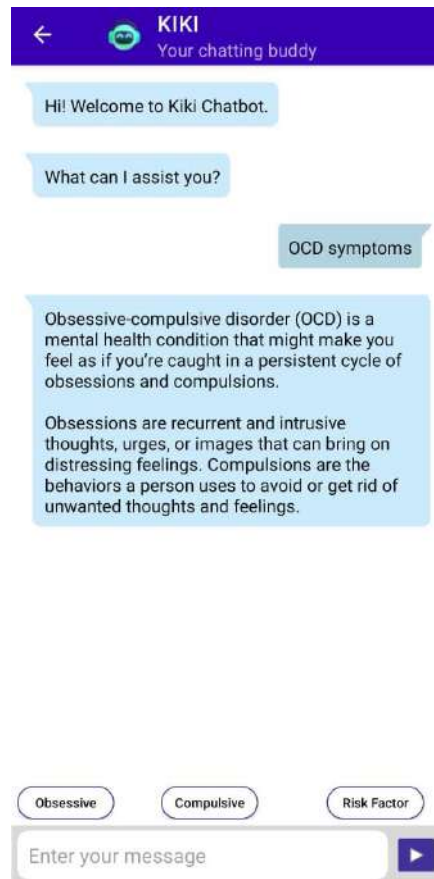 KIKI
Your chatting buddy
Hi! Welcome to Kiki Chatbot.
What can I assist you?
OCD symptoms
Obsessive-compulsive disorder (OCD) is a
mental health condition that might make you
feel as if you're caught in a persistent cycle of
obsessions and compulsions.
Obsessions are recurrent and intrusive
thoughts, urges, or images that can bring on
distressing feelings. Compulsions are the
behaviors a person uses to avoid or get rid of
unwanted thoughts and feelings.
Obsessive
Compulsive
Risk Factor
Enter your message